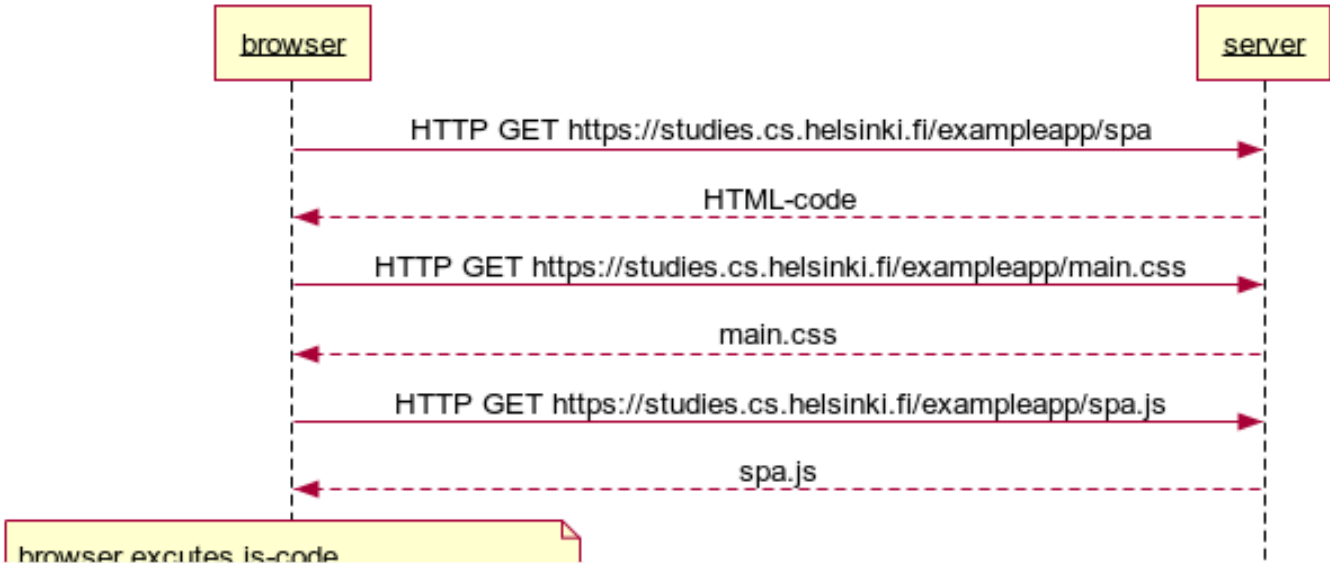 browser
server
HTTP GET https://studies.cs.helsinki.fi/exampleapp/spa
HTML-code
HTTP GET https://studies.cs.helsinki.fi/exampleapp/main.css
main.css
HTTP GET https://studies.cs.helsinki.fi/exampleapp/spa.js
spa.js
browser excutes js-code